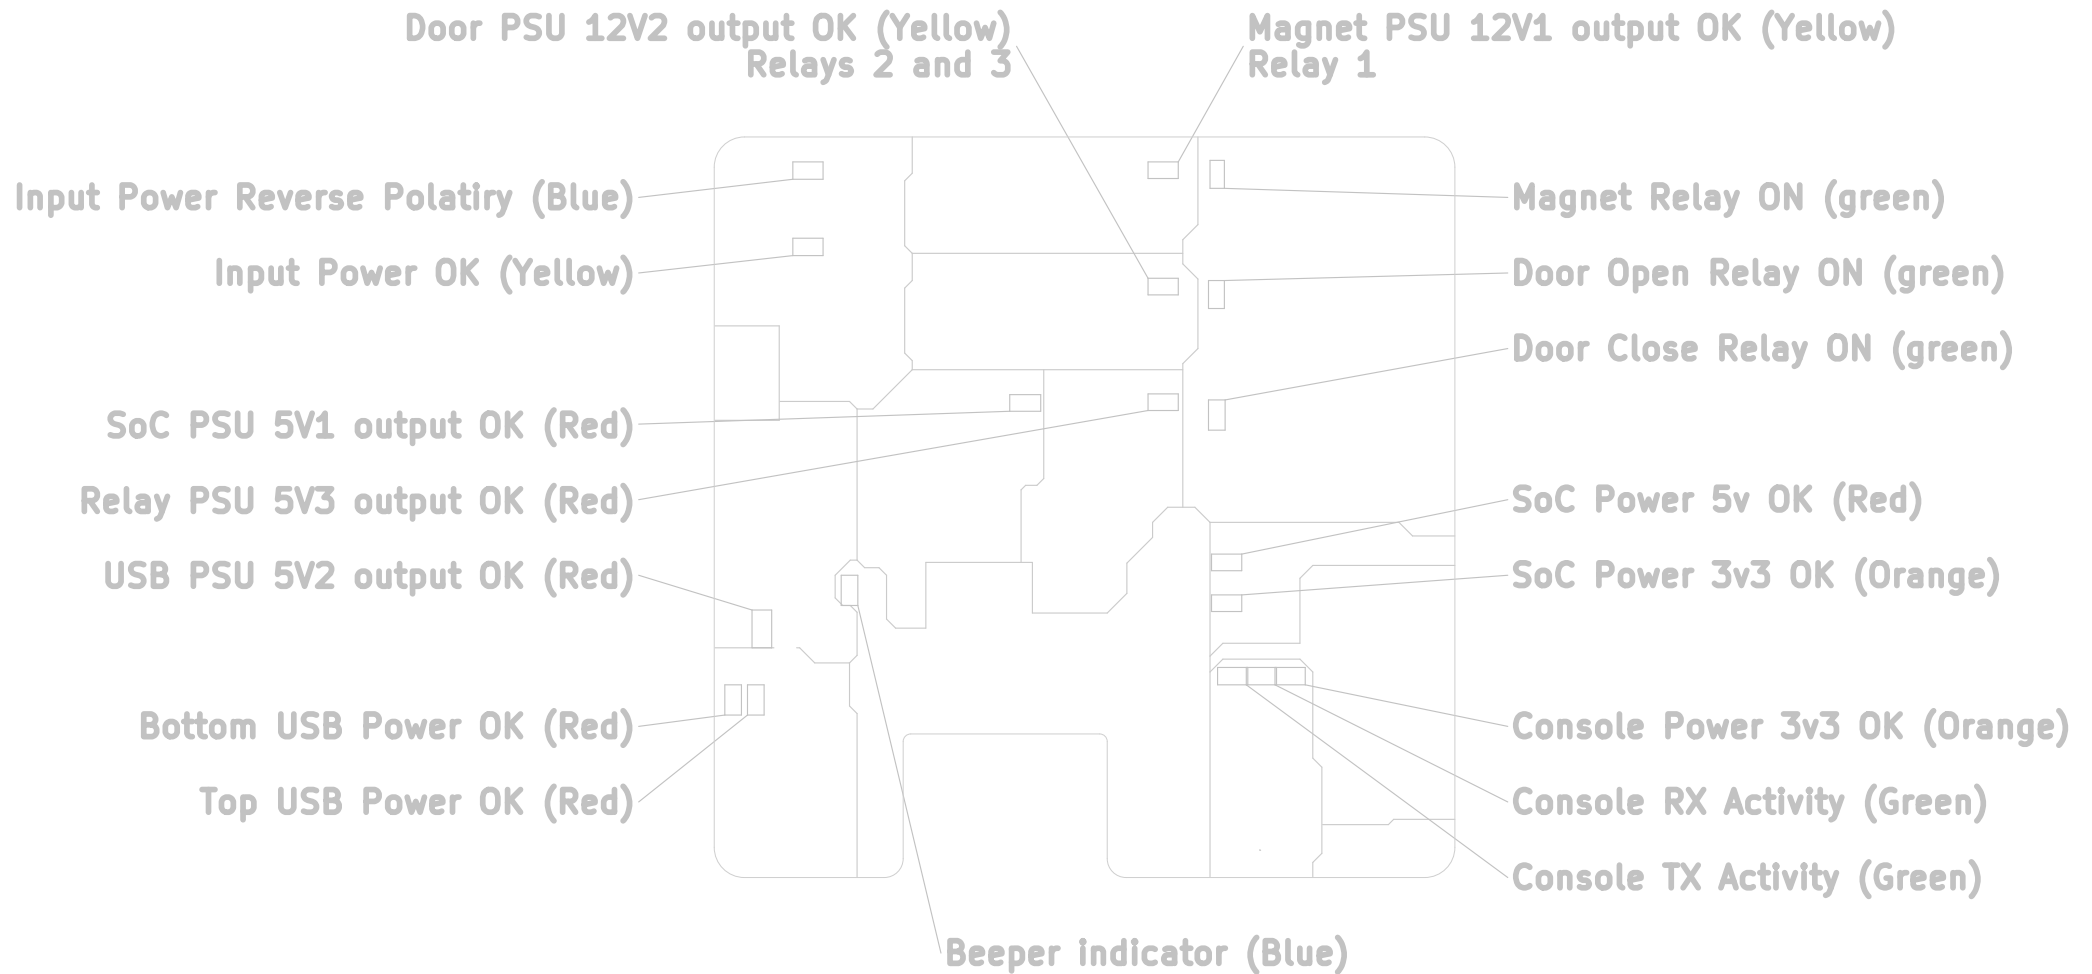 Door PSU 12V2 output OK (Yellow)
Relays 2 and 3
Magnet PSU 12V1 output OK (Yellow)
Relay 1
Input Power Reverse Polatiry (Blue)
Magnet Relay ON (green)
Input Power OK (Yellow)
Door Open Relay ON (green)
Door Close Relay ON (green)
SoC PSU 5V1 output OK (Red)
Relay PSU 5V3 output OK (Red)
SoC Power 5v OK (Red)
USB PSU 5V2 output OK (Red)
SoC Power 3v3 OK (Orange)
Bottom USB Power OK (Red)
Console Power 3v3 OK (Orange)
Top USB Power OK (Red)
Console RX Activity (Green)
Console TX Activity (Green)
Beeper indicator (Blue)